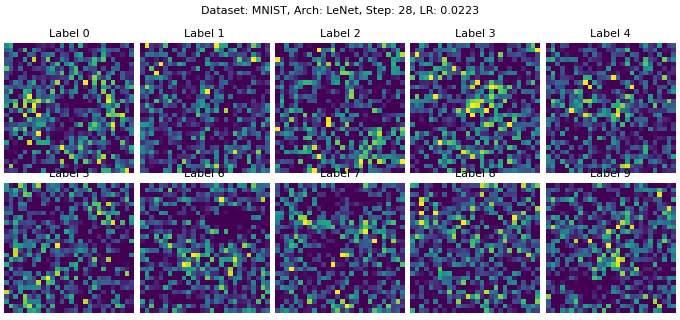 Dataset: MNIST, Arch: LeNet, Step: 28, LR: 0.0223
Label 0 Label 1 Label 2 Label 3 Label 4
Label 5 Label 6 Label 7 Label 8 Label 9